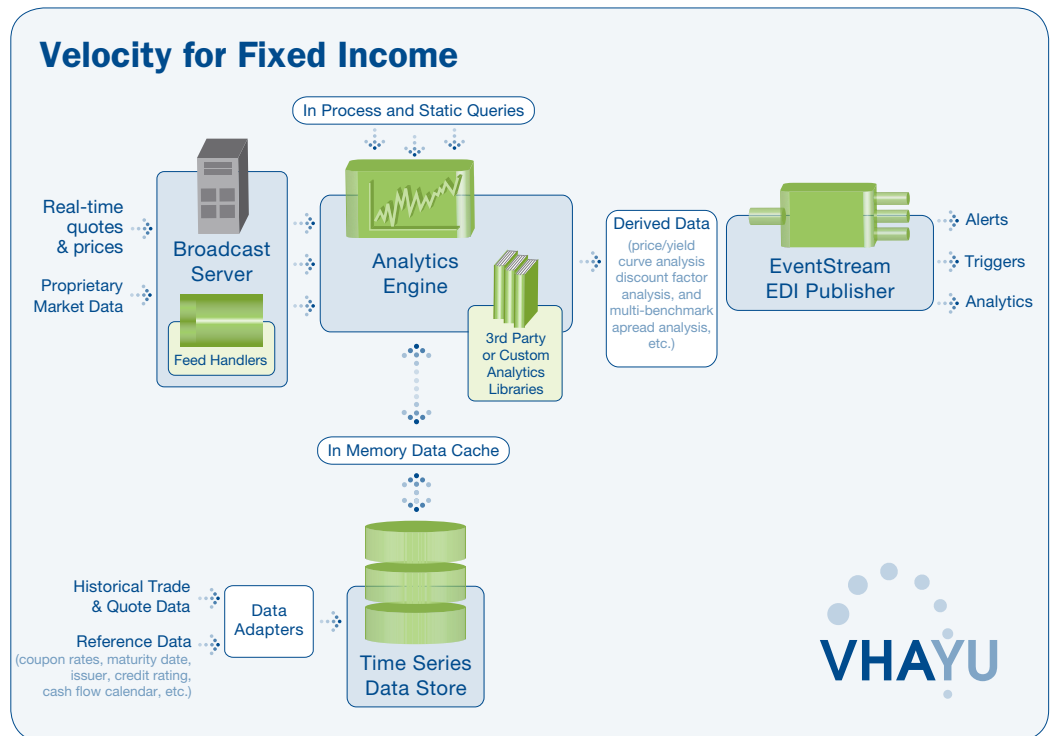 Velocity for Fixed Income
In Process and Static Queries
Real-time
quotes
& prices
Proprietary
Market Data
Broadcast
Server
Feed Handlers
Analytics
Engine
3rd Party
or Custom
Analytics
Libraries
Derived Data
(price/yield
curve analysis
discount factor
analysis, and
multi-benchmark
apread analysis,
etc.)
EventStream
EDI Publisher
Alerts
Triggers
Analytics
In Memory Data Cache
Historical Trade
& Quote Data
Reference Data
(coupon rates, maturity date,
issuer, credit rating,
cash flow calendar, etc.)
Data
Adapters
Time Series
Data Store
VHAYU